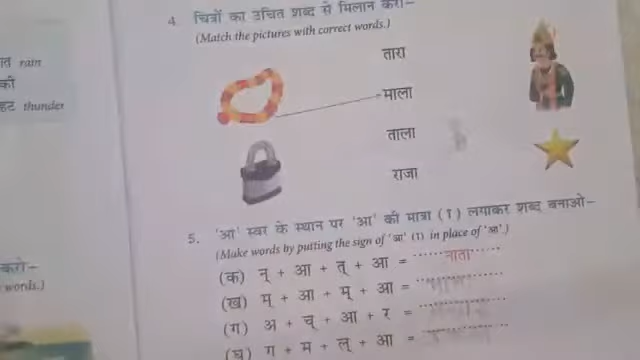 रात rain
की
हट thunder
4. चित्रों का उचित शब्द से मिलान करो–
(Match the pictures with correct words.)
तारा
माला
ताला
राजा
5. 'आ' स्वर के स्थान पर 'आ' की मात्रा (ा) लगाकर शब्द बनाओ–
(Make words by putting the sign of 'आ' (ा) in place of 'आ'.)
(क) न् + आ + त् + आ = नाता
(ख) म् + आ + म् + आ =
(ग) अ + च् + आ + र =
(घ) ग + म + ल् + आ =
करो–
words.)